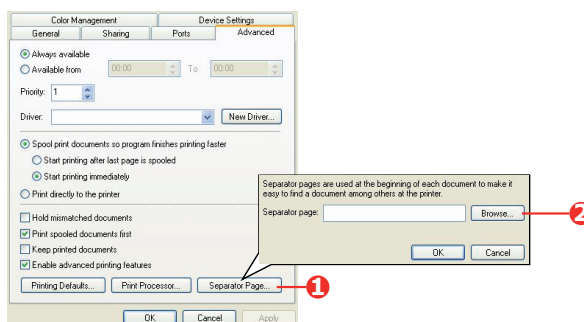 Color Management Device Settings
General Sharing Ports Advanced
Always available
Available from 00:00 To 00:00
Priority: 1
Driver: New Driver...
Spool print documents so program finishes printing faster
Start printing after last page is spooled
Start printing immediately
Print directly to the printer
Hold mismatched documents
Print spooled documents first
Keep printed documents
Enable advanced printing features
Printing Defaults... Print Processor... Separator Page... 1
OK Cancel Apply
Separator pages are used at the beginning of each document to make it
easy to find a document among others at the printer.
Separator page: Browse... 2
OK Cancel